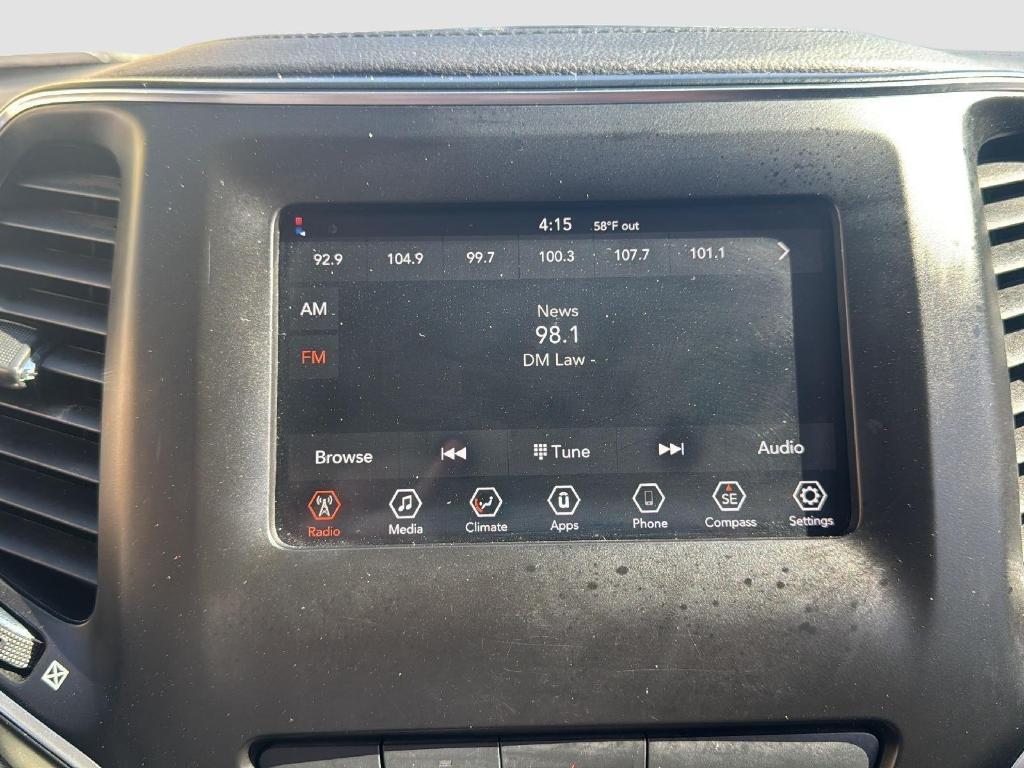 4:15 58°F out
92.9 104.9 99.7 100.3 107.7 101.1
AM
FM
News
98.1
DM Law -
Browse Tune Audio
SE
Radio Media Climate Apps Phone Compass Settings